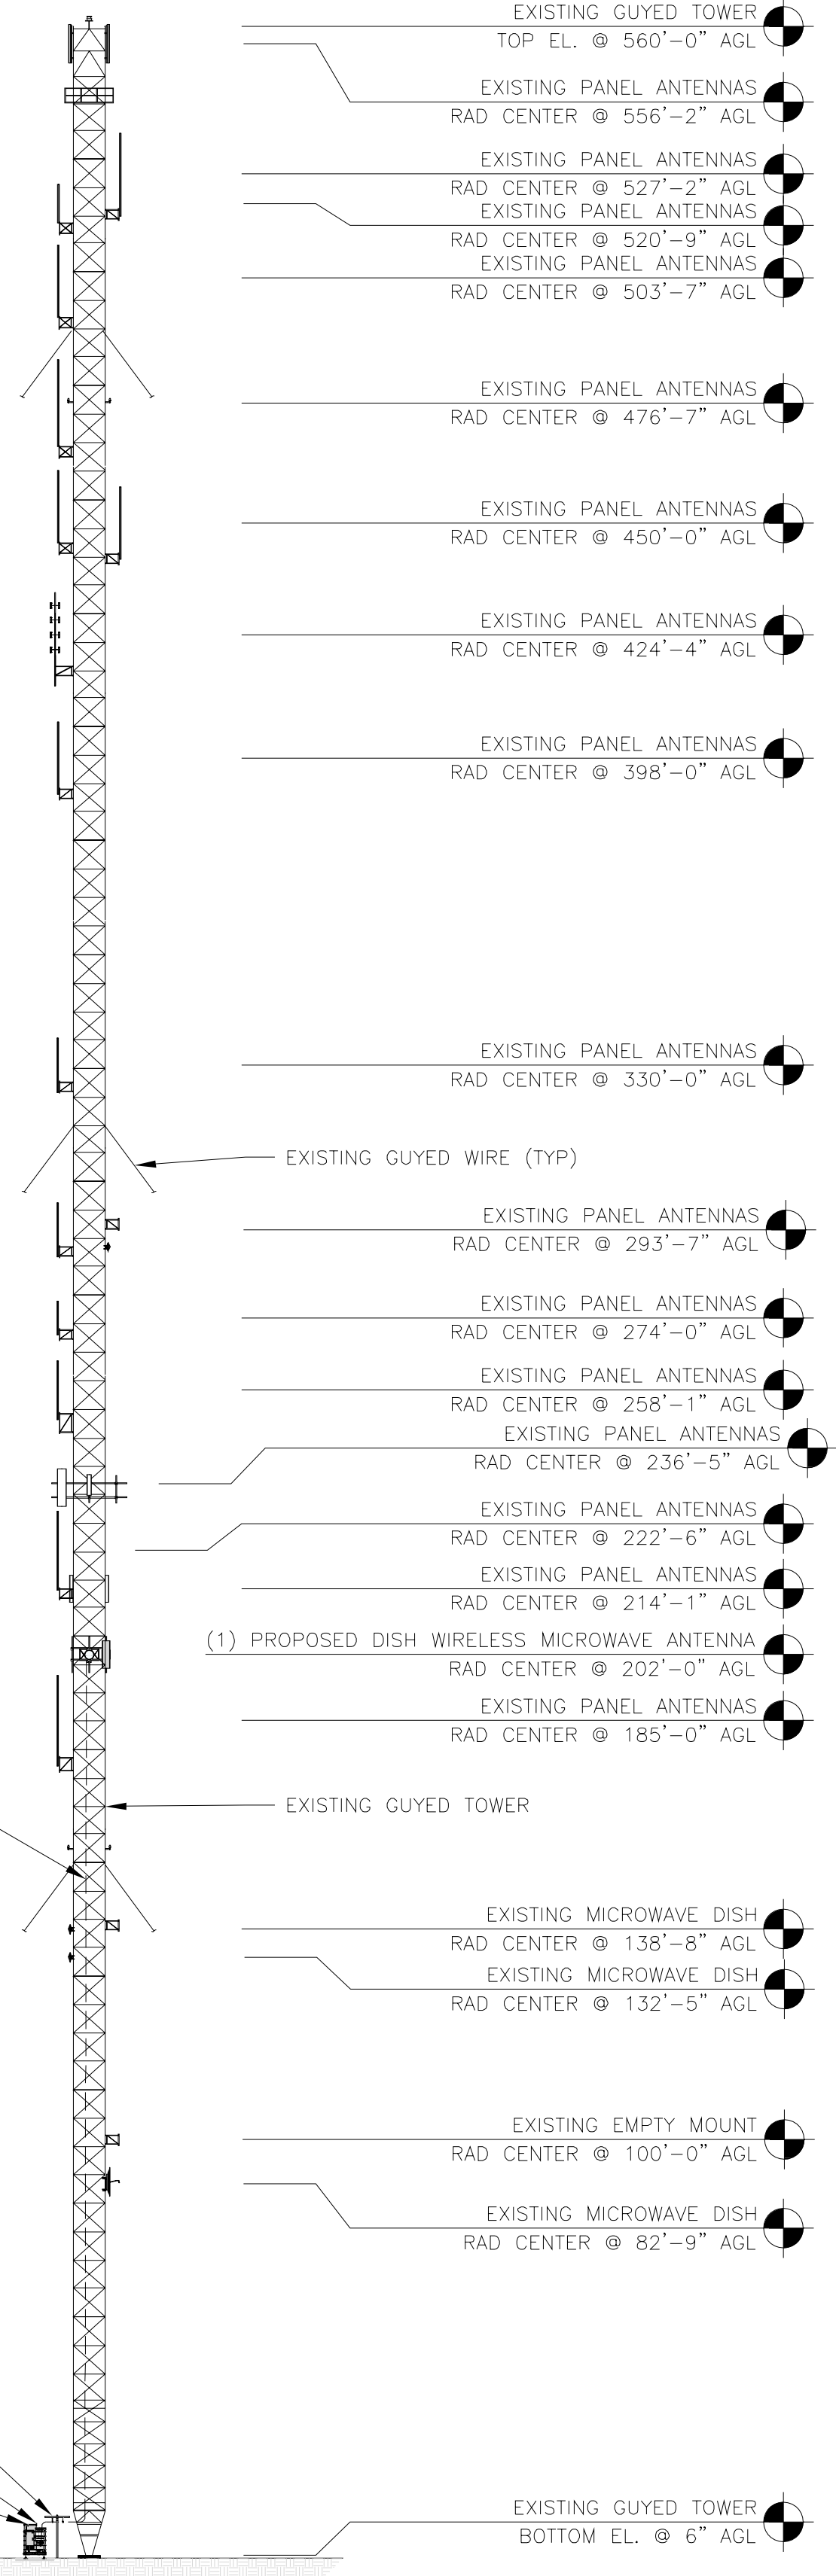 EXISTING GUYED TOWER
TOP EL. @ 560'-0" AGL
EXISTING PANEL ANTENNAS
RAD CENTER @ 556'-2" AGL
EXISTING PANEL ANTENNAS
RAD CENTER @ 527'-2" AGL
EXISTING PANEL ANTENNAS
RAD CENTER @ 520'-9" AGL
EXISTING PANEL ANTENNAS
RAD CENTER @ 503'-7" AGL
EXISTING PANEL ANTENNAS
RAD CENTER @ 476'-7" AGL
EXISTING PANEL ANTENNAS
RAD CENTER @ 450'-0" AGL
EXISTING PANEL ANTENNAS
RAD CENTER @ 424'-4" AGL
EXISTING PANEL ANTENNAS
RAD CENTER @ 398'-0" AGL
EXISTING PANEL ANTENNAS
RAD CENTER @ 330'-0" AGL
EXISTING GUYED WIRE (TYP)
EXISTING PANEL ANTENNAS
RAD CENTER @ 293'-7" AGL
EXISTING PANEL ANTENNAS
RAD CENTER @ 274'-0" AGL
EXISTING PANEL ANTENNAS
RAD CENTER @ 258'-1" AGL
EXISTING PANEL ANTENNAS
RAD CENTER @ 236'-5" AGL
EXISTING PANEL ANTENNAS
RAD CENTER @ 222'-6" AGL
EXISTING PANEL ANTENNAS
RAD CENTER @ 214'-1" AGL
(1) PROPOSED DISH WIRELESS MICROWAVE ANTENNA
RAD CENTER @ 202'-0" AGL
EXISTING PANEL ANTENNAS
RAD CENTER @ 185'-0" AGL
EXISTING GUYED TOWER
EXISTING MICROWAVE DISH
RAD CENTER @ 138'-8" AGL
EXISTING MICROWAVE DISH
RAD CENTER @ 132'-5" AGL
EXISTING EMPTY MOUNT
RAD CENTER @ 100'-0" AGL
EXISTING MICROWAVE DISH
RAD CENTER @ 82'-9" AGL
EXISTING GUYED TOWER
BOTTOM EL. @ 6" AGL